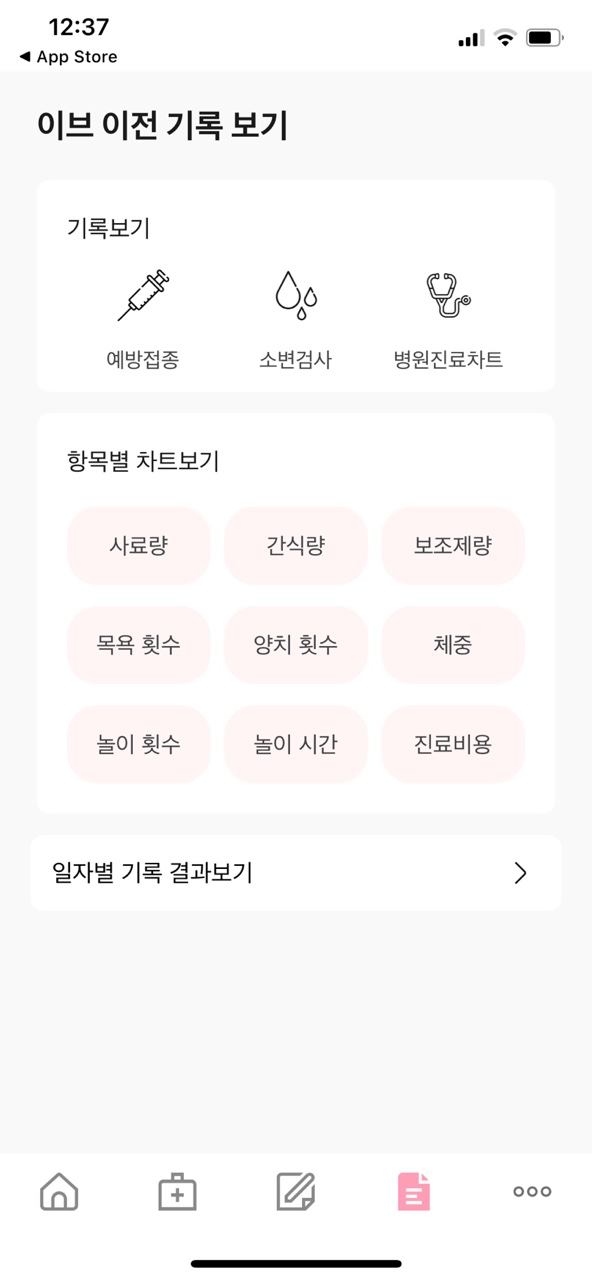 12:37
◀ App Store
이브 이전 기록 보기
기록보기
예방접종 소변검사 병원진료차트
항목별 차트보기
사료량 간식량 보조제량
목욕 횟수 양치 횟수 체중
놀이 횟수 놀이 시간 진료비용
일자별 기록 결과보기